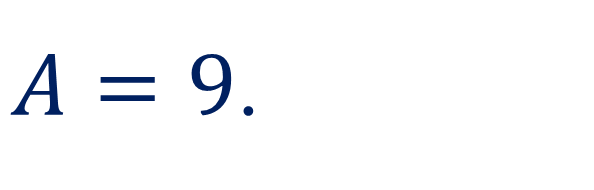 A = 9.